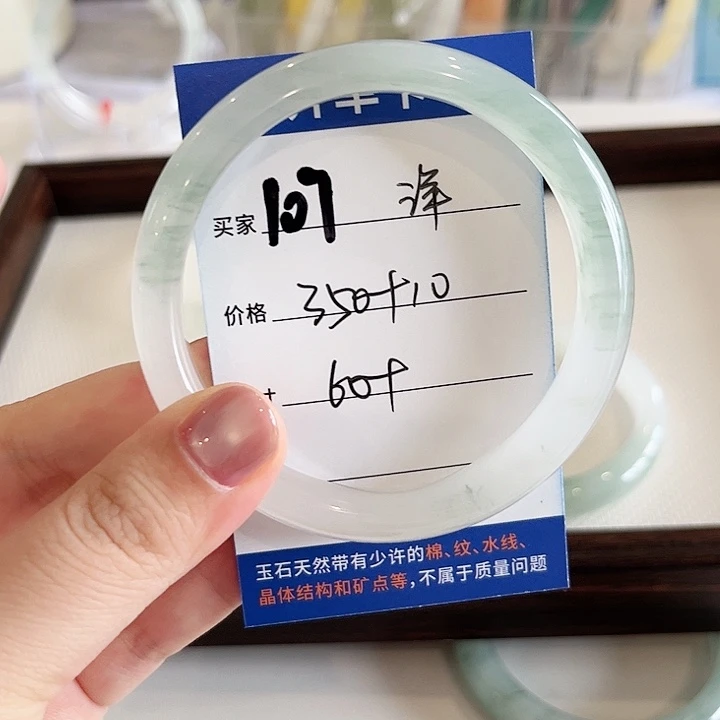 买家 107 洋
价格 350+10
+ 60+
玉石天然带有少许的棉、纹、水线、
晶体结构和矿点等,不属于质量问题